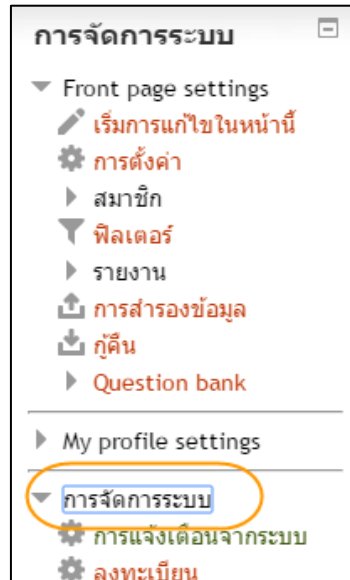 การจัดการระบบ
Front page settings
เริ่มการแก้ไขในหน้านี้
การตั้งค่า
สมาชิก
ฟิลเตอร์
รายงาน
การสำรองข้อมูล
กู้คืน
Question bank
My profile settings
การจัดการระบบ
การแจ้งเตือนจากระบบ
ลงทะเบียน